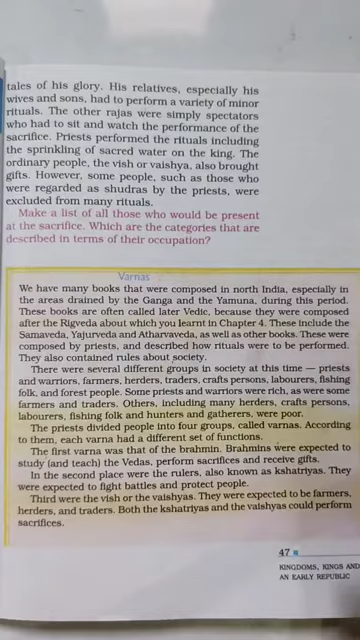 tales of his glory. His relatives, especially his
wives and sons, had to perform a variety of minor
rituals. The other rajas were simply spectators
who had to sit and watch the performance of the
sacrifice. Priests performed the rituals including
the sprinkling of sacred water on the king. The
ordinary people, the vish or vaishya, also brought
gifts. However, some people, such as those who
were regarded as shudras by the priests, were
excluded from many rituals.
Make a list of all those who would be present
at the sacrifice. Which are the categories that are
described in terms of their occupation?
Varnas
We have many books that were composed in north India, especially in
the areas drained by the Ganga and the Yamuna, during this period.
These books are often called later Vedic, because they were composed
after the Rigveda about which you learnt in Chapter 4. These include the
Samaveda, Yajurveda and Atharvaveda, as well as other books. These were
composed by priests, and described how rituals were to be performed.
They also contained rules about society.
There were several different groups in society at this time — priests
and warriors, farmers, herders, traders, crafts persons, labourers, fishing
folk, and forest people. Some priests and warriors were rich, as were some
farmers and traders. Others, including many herders, crafts persons,
labourers, fishing folk and hunters and gatherers, were poor.
The priests divided people into four groups, called varnas. According
to them, each varna had a different set of functions.
The first varna was that of the brahmin. Brahmins were expected to
study (and teach) the Vedas, perform sacrifices and receive gifts.
In the second place were the rulers, also known as kshatriyas. They
were expected to fight battles and protect people.
Third were the vish or the vaishyas. They were expected to be farmers,
herders, and traders. Both the kshatriyas and the vaishyas could perform
sacrifices.
47
KINGDOMS, KINGS AND
AN EARLY REPUBLIC